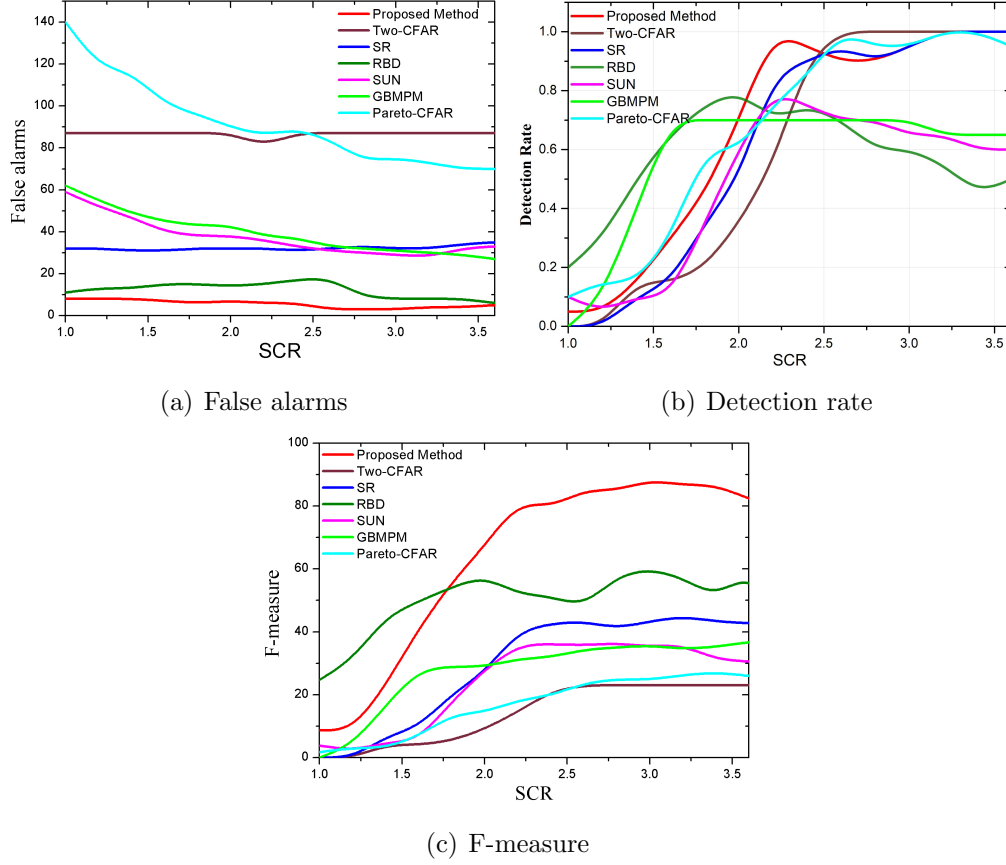 Proposed Method
Two-CFAR
SR
RBD
SUN
GBMPM
Pareto-CFAR
False alarms
140
120
100
80
60
40
20
0
1.0 1.5 2.0 2.5 3.0 3.5
SCR
(a) False alarms
Proposed Method
Two-CFAR
SR
RBD
SUN
GBMPM
Pareto-CFAR
Detection Rate
1.0
0.8
0.6
0.4
0.2
0.0
1.0 1.5 2.0 2.5 3.0 3.5
SCR
(b) Detection rate
Proposed Method
Two-CFAR
SR
RBD
SUN
GBMPM
Pareto-CFAR
F-measure
100
80
60
40
20
0
1.0 1.5 2.0 2.5 3.0 3.5
SCR
(c) F-measure